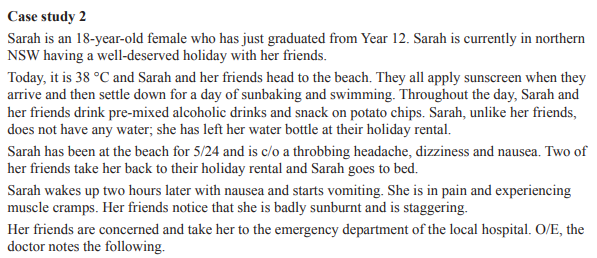 Case study 2
Sarah is an 18-year-old female who has just graduated from Year 12. Sarah is currently in northern
NSW having a well-deserved holiday with her friends.
Today, it is 38 °C and Sarah and her friends head to the beach. They all apply sunscreen when they
arrive and then settle down for a day of sunbaking and swimming. Throughout the day, Sarah and
her friends drink pre-mixed alcoholic drinks and snack on potato chips. Sarah, unlike her friends,
does not have any water; she has left her water bottle at their holiday rental.
Sarah has been at the beach for 5/24 and is c/o a throbbing headache, dizziness and nausea. Two of
her friends take her back to their holiday rental and Sarah goes to bed.
Sarah wakes up two hours later with nausea and starts vomiting. She is in pain and experiencing
muscle cramps. Her friends notice that she is badly sunburnt and is staggering.
Her friends are concerned and take her to the emergency department of the local hospital. O/E, the
doctor notes the following.